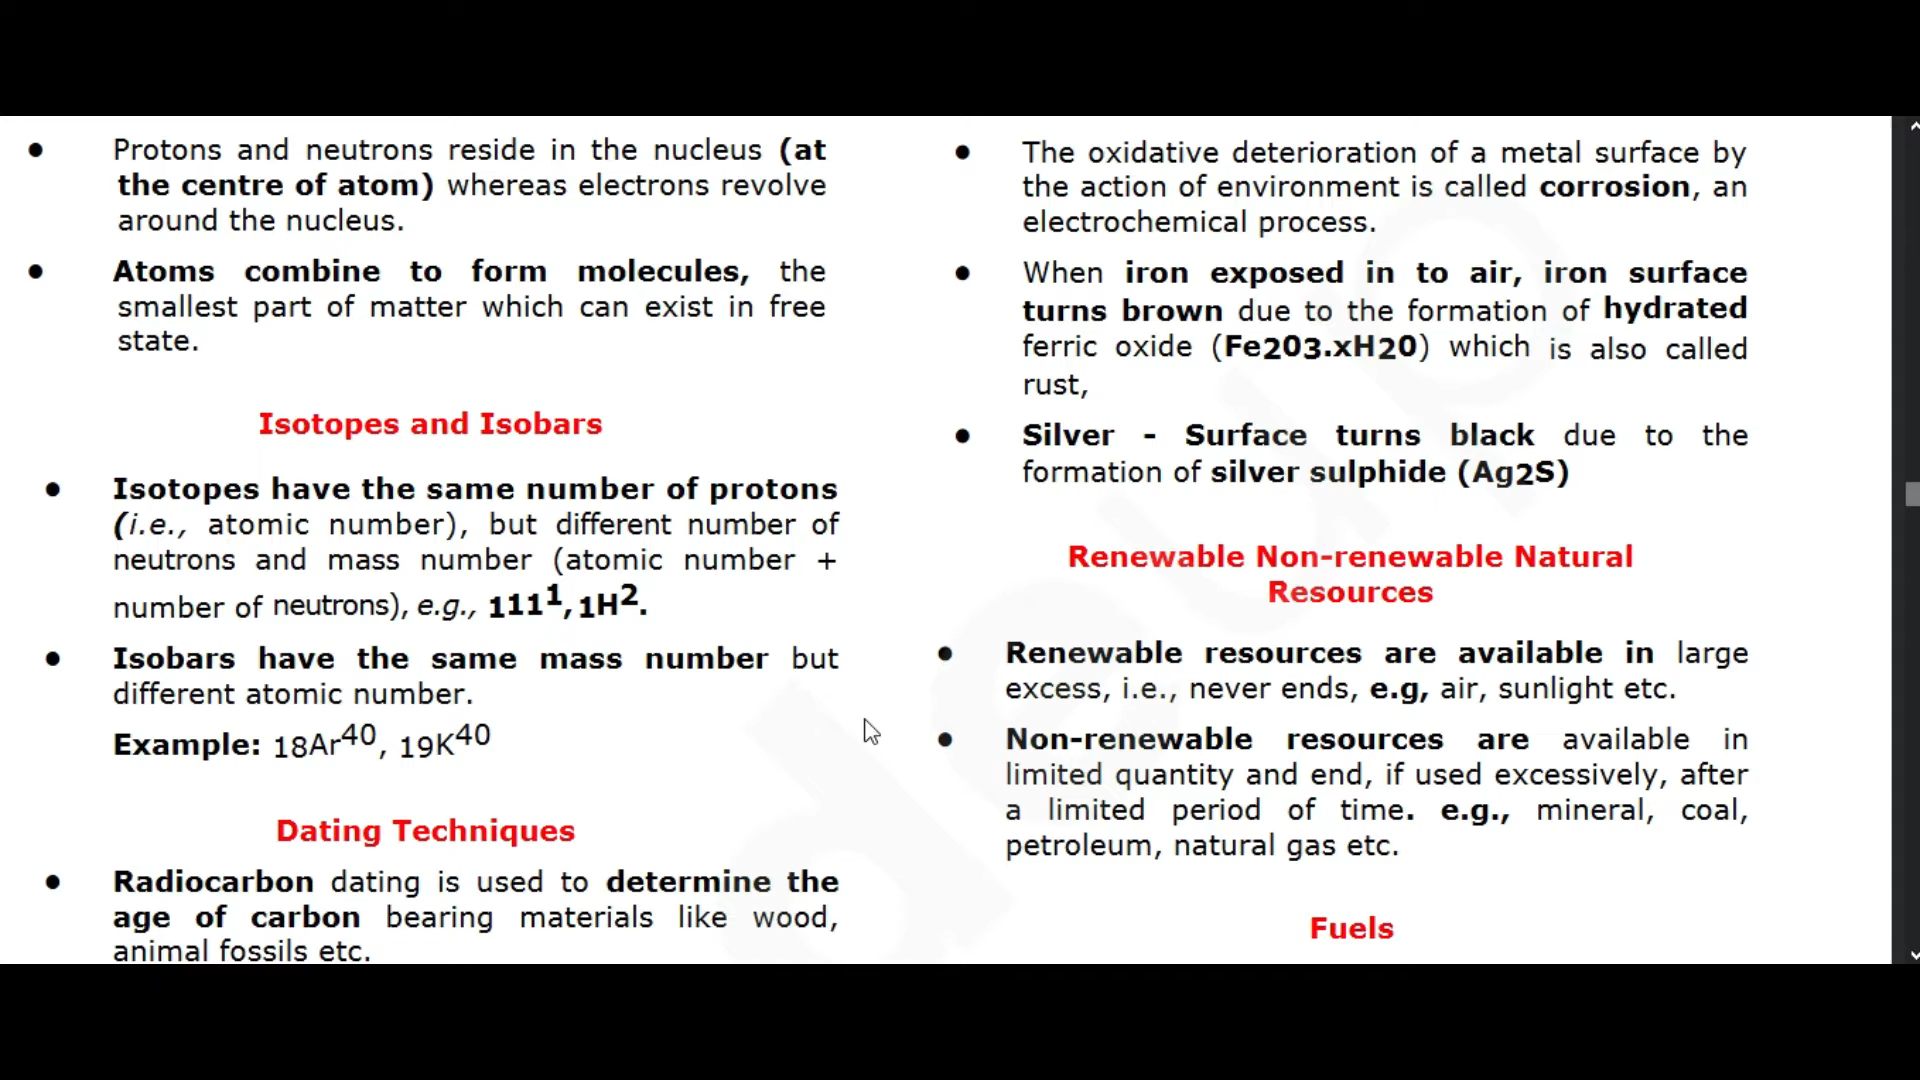 ● Protons and neutrons reside in the nucleus (at
the centre of atom) whereas electrons revolve
around the nucleus.
● Atoms combine to form molecules, the
smallest part of matter which can exist in free
state.
Isotopes and Isobars
● Isotopes have the same number of protons
(i.e., atomic number), but different number of
neutrons and mass number (atomic number +
number of neutrons), e.g., ₁11¹, ₁H².
● Isobars have the same mass number but
different atomic number.
Example: 18Ar⁴⁰, 19K⁴⁰
Dating Techniques
● Radiocarbon dating is used to determine the
age of carbon bearing materials like wood,
animal fossils etc.
● The oxidative deterioration of a metal surface by
the action of environment is called corrosion, an
electrochemical process.
● When iron exposed in to air, iron surface
turns brown due to the formation of hydrated
ferric oxide (Fe203.xH20) which is also called
rust,
● Silver - Surface turns black due to the
formation of silver sulphide (Ag2S)
Renewable Non-renewable Natural
Resources
● Renewable resources are available in large
excess, i.e., never ends, e.g, air, sunlight etc.
● Non-renewable resources are available in
limited quantity and end, if used excessively, after
a limited period of time. e.g., mineral, coal,
petroleum, natural gas etc.
Fuels